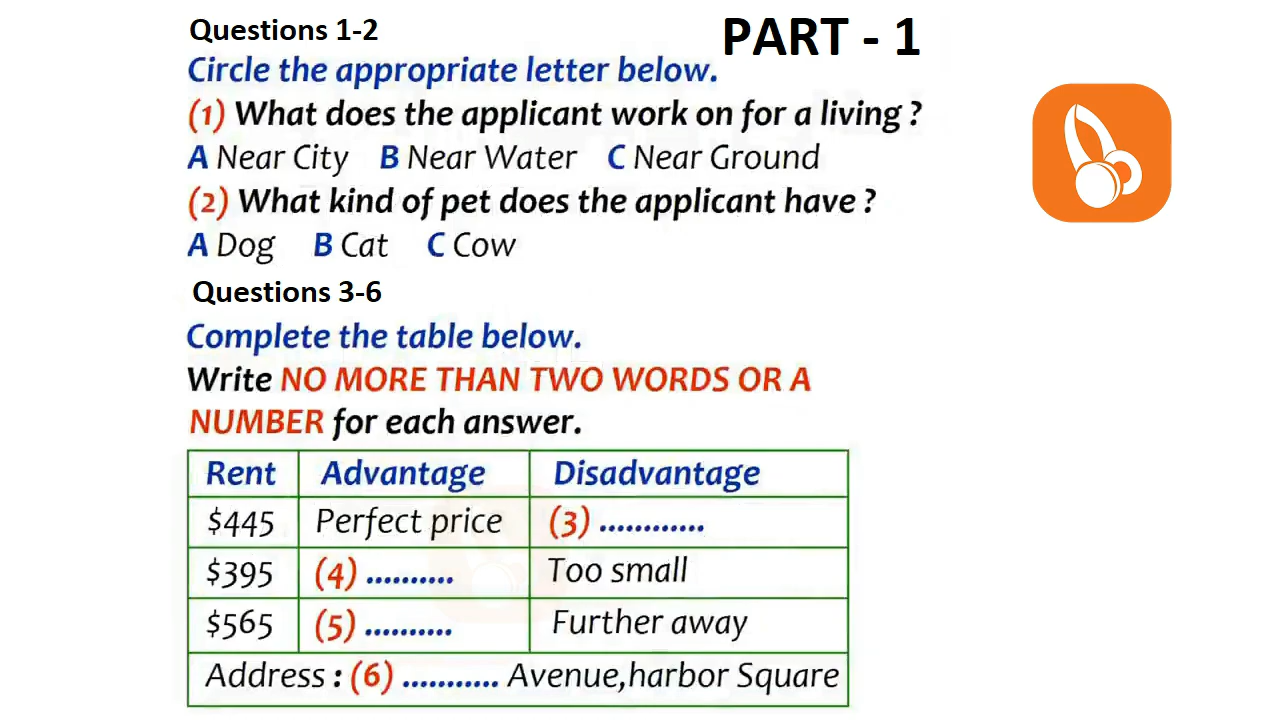 Questions 1-2
PART - 1
Circle the appropriate letter below.
(1) What does the applicant work on for a living ?
A Near City B Near Water C Near Ground
(2) What kind of pet does the applicant have ?
A Dog B Cat C Cow
Questions 3-6
Complete the table below.
Write NO MORE THAN TWO WORDS OR A
NUMBER for each answer.
Rent Advantage Disadvantage
$445 Perfect price (3) ............
$395 (4) .......... Too small
$565 (5) .......... Further away
Address : (6) ........... Avenue,harbor Square